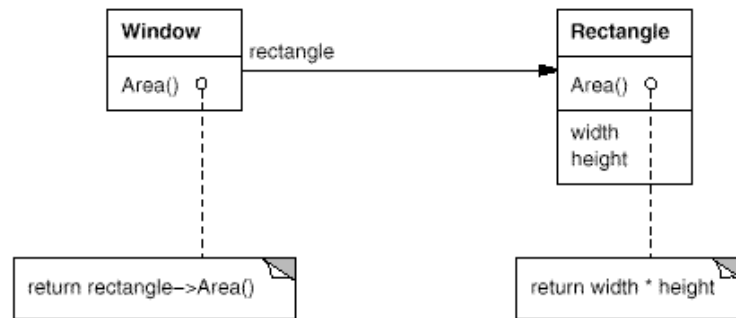 Window
Area()
rectangle
Rectangle
Area()
width
height
return rectangle->Area()
return width * height